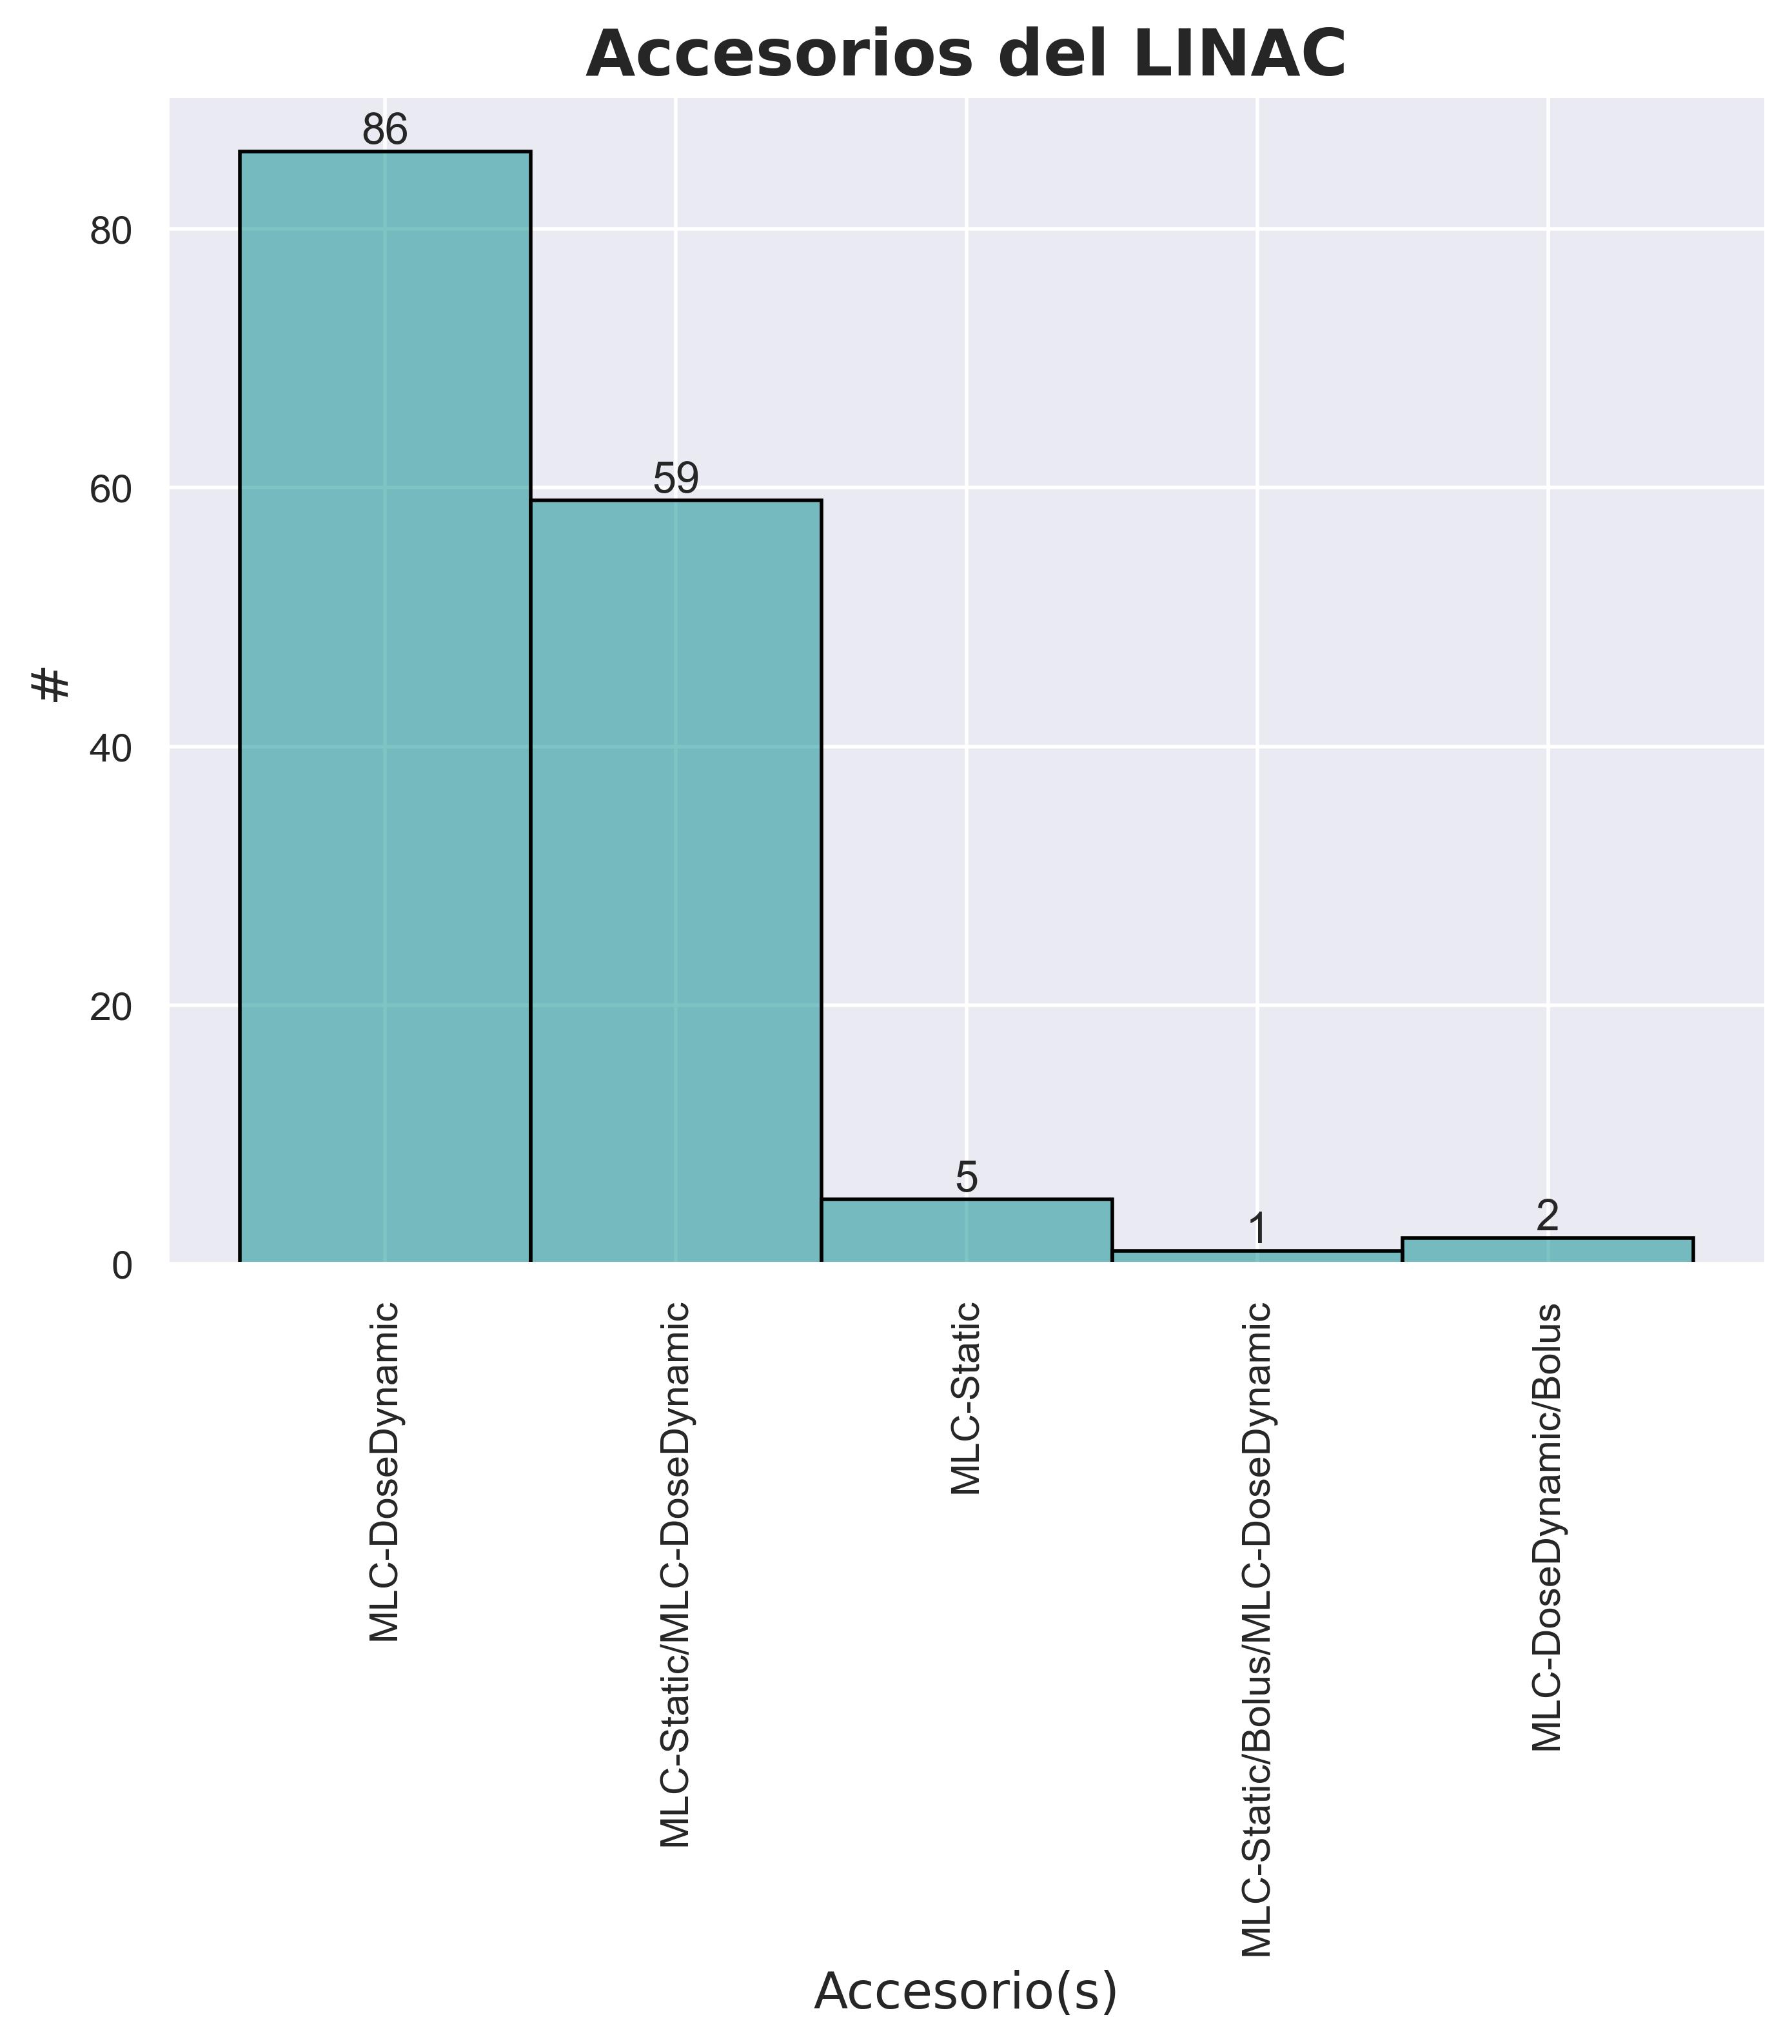 Accesorios del LINAC
86
80
60
59
#
40
20
5
1
2
0
MLC-DoseDynamic
MLC-Static/MLC-DoseDynamic
MLC-Static
MLC-Static/Bolus/MLC-DoseDynamic
MLC-DoseDynamic/Bolus
Accesorio(s)